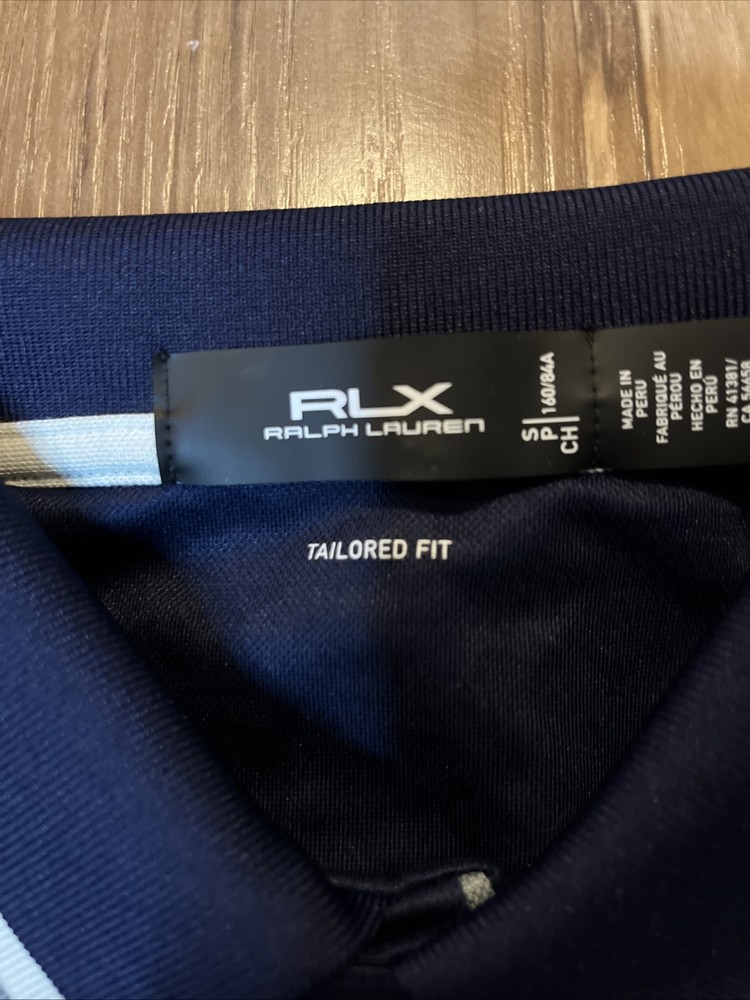 RLX
RALPH LAUREN
S
P
CH
160/84A
MADE IN
PERU
FABRIQUÉ AU
PÉROU
HECHO EN
PERÚ
RN 41381/
TAILORED FIT